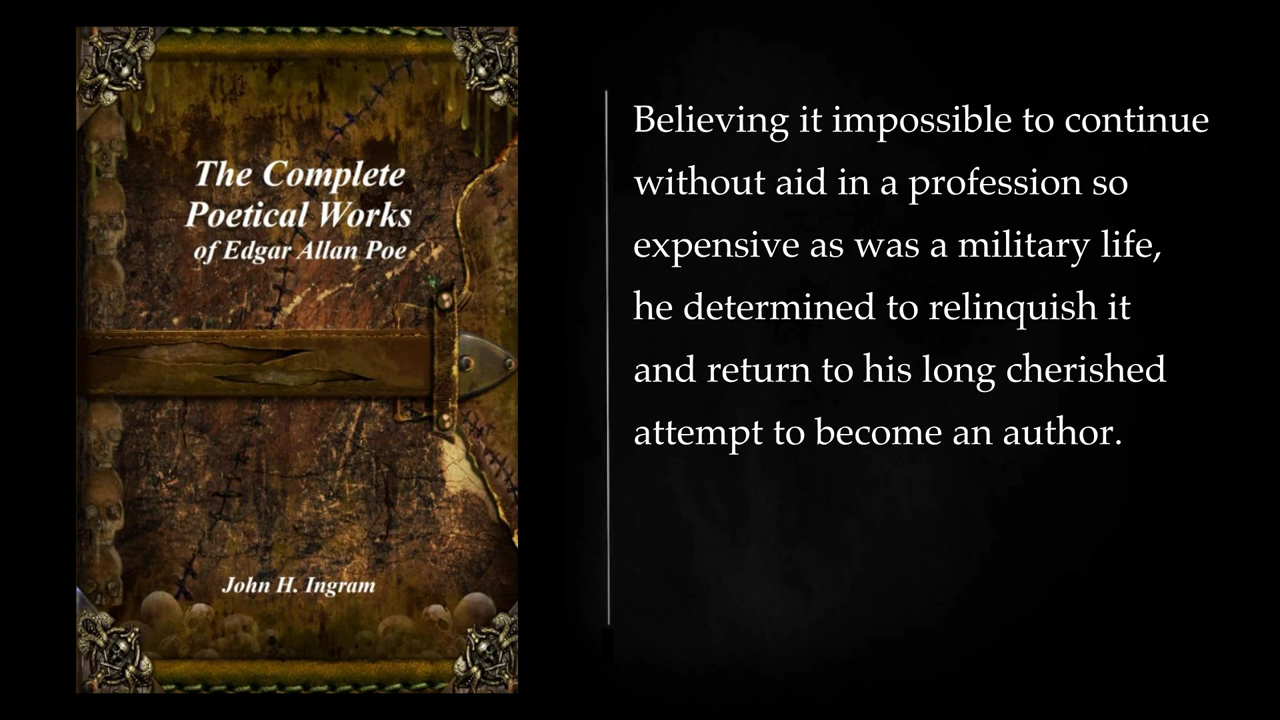 The Complete
Poetical Works
of Edgar Allan Poe
John H. Ingram
Believing it impossible to continue
without aid in a profession so
expensive as was a military life,
he determined to relinquish it
and return to his long cherished
attempt to become an author.